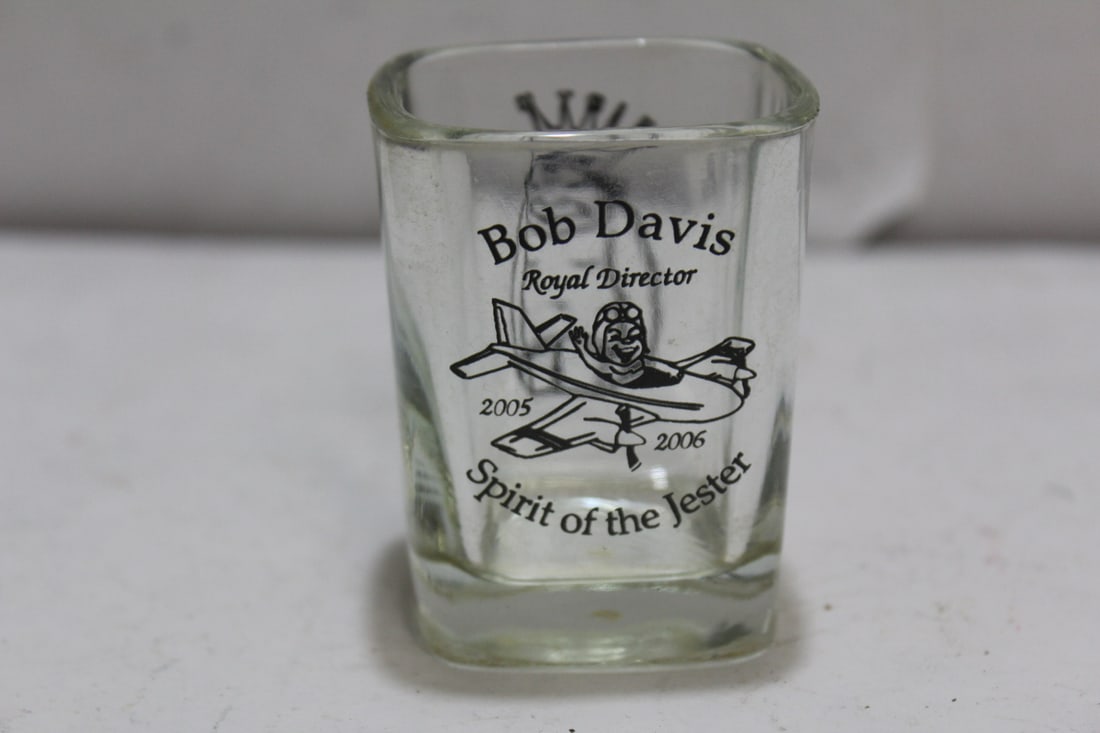 Bob Davis
Royal Director
2005
2006
Spirit of the Jester